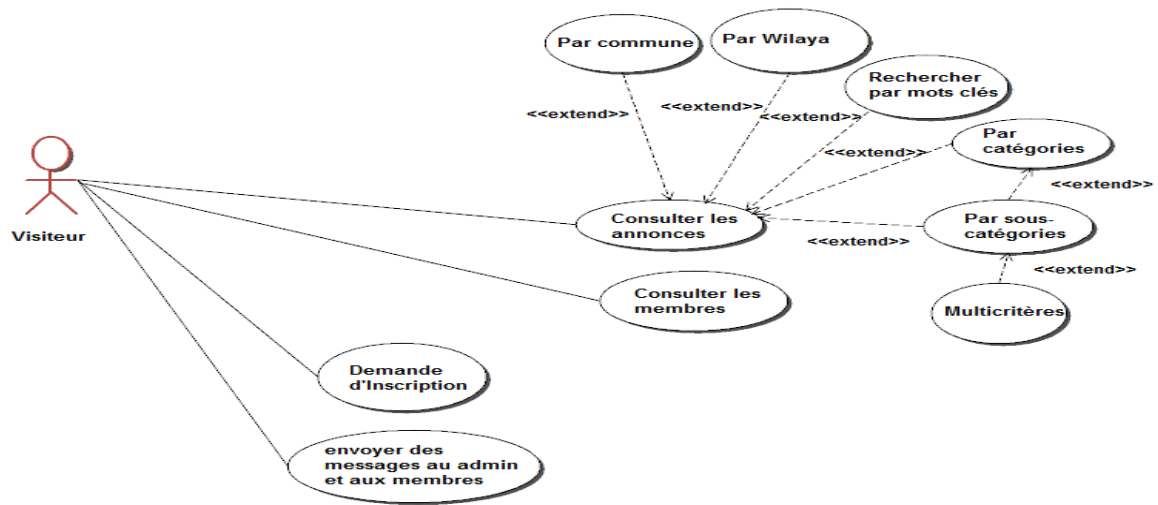 Par commune
Par Wilaya
Rechercher
par mots clés
<<extend>>
<<extend>>
<<extend>>
Par
catégories
<<extend>>
<<extend>>
Visiteur
Consulter les
annonces
Par sous-
catégories
<<extend>>
<<extend>>
Consulter les
membres
Multicritères
Demande
d'Inscription
envoyer des
messages au admin
et aux membres